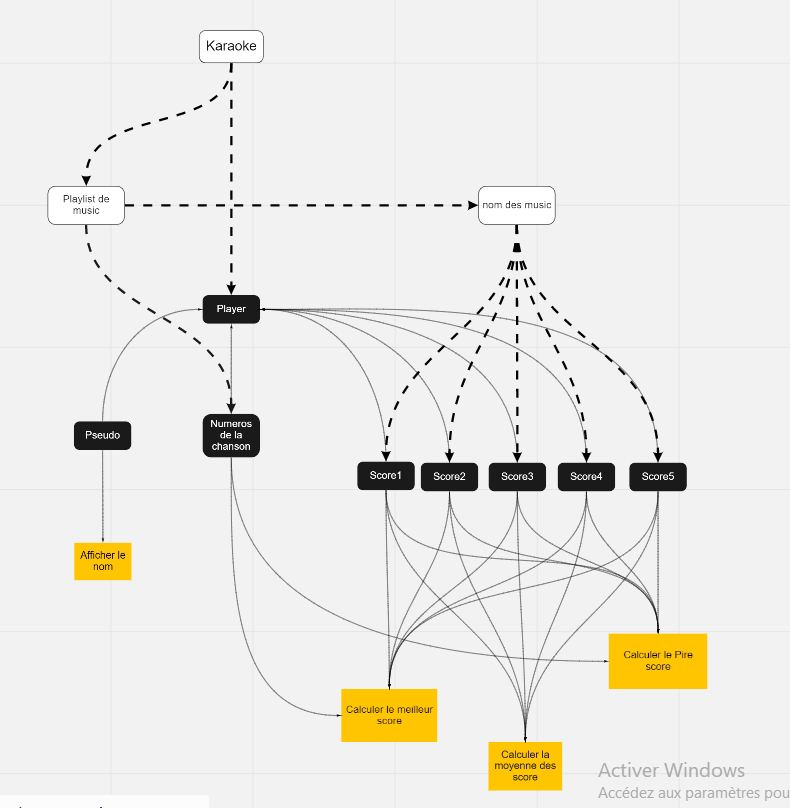 Karaoke
Playlist de
music
nom des music
Player
Pseudo
Numeros
de la
chanson
Score1
Score2
Score3
Score4
Score5
Afficher le
nom
Calculer le Pire
score
Calculer le meilleur
score
Calculer la
moyenne des
score
Activer Windows
Accédez aux paramètres pou